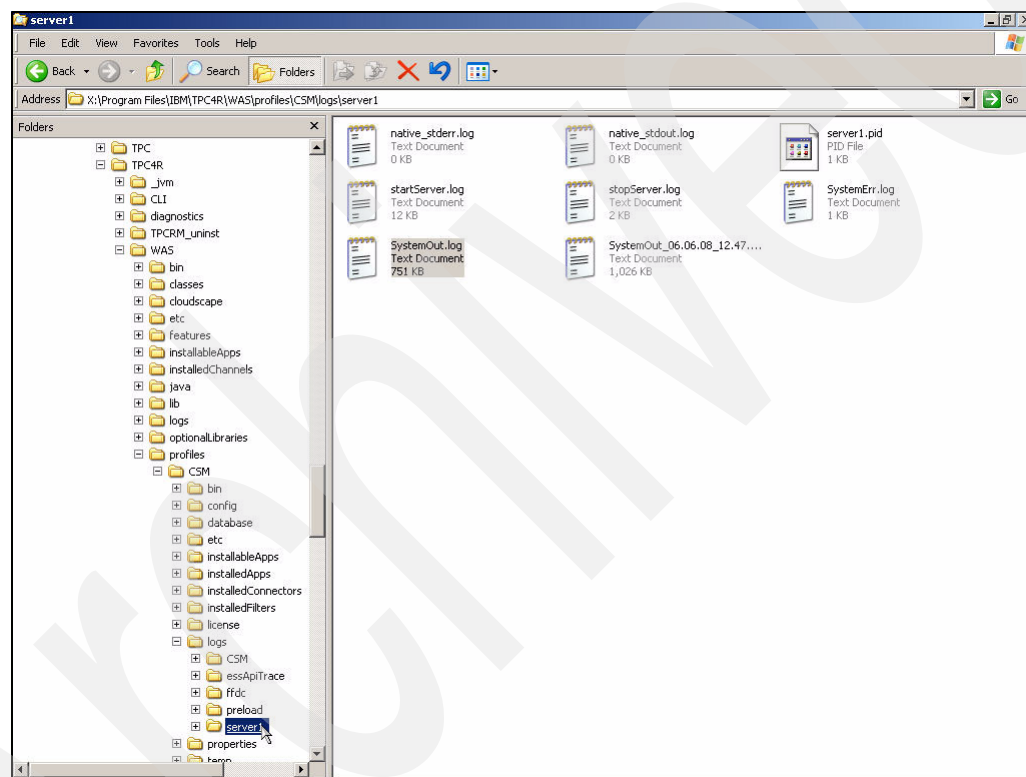 server1
File Edit View Favorites Tools Help
Back Search Folders
Address X:\Program Files\IBM\TPC4R\WAS\profiles\CSM\logs\server1 Go
Folders
TPC
TPC4R
_jvm
CLI
diagnostics
TPCRM_uninst
WAS
bin
classes
cloudscape
etc
features
installableApps
installedChannels
java
lib
logs
optionalLibraries
profiles
CSM
bin
config
database
etc
installableApps
installedApps
installedConnectors
installedFilters
license
logs
CSM
essApiTrace
ffdc
preload
server1
properties
temp
native_stderr.log
Text Document
0 KB
native_stdout.log
Text Document
0 KB
server1.pid
PID File
1 KB
startServer.log
Text Document
12 KB
stopServer.log
Text Document
2 KB
SystemErr.log
Text Document
1 KB
SystemOut.log
Text Document
751 KB
SystemOut_06.06.08_12.47....
Text Document
1,026 KB